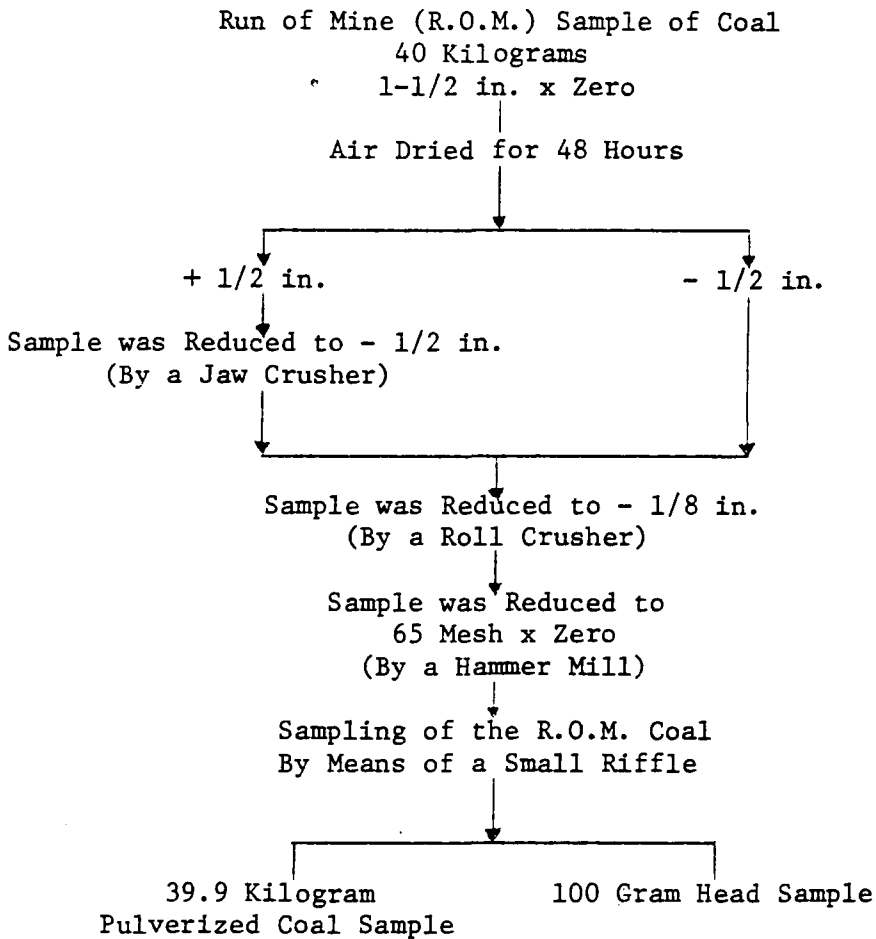 Run of Mine (R.O.M.) Sample of Coal
40 Kilograms
1-1/2 in. x Zero
Air Dried for 48 Hours
+ 1/2 in.
- 1/2 in.
Sample was Reduced to - 1/2 in.
(By a Jaw Crusher)
Sample was Reduced to - 1/8 in.
(By a Roll Crusher)
Sample was Reduced to
65 Mesh x Zero
(By a Hammer Mill)
Sampling of the R.O.M. Coal
By Means of a Small Riffle
39.9 Kilogram
Pulverized Coal Sample
100 Gram Head Sample